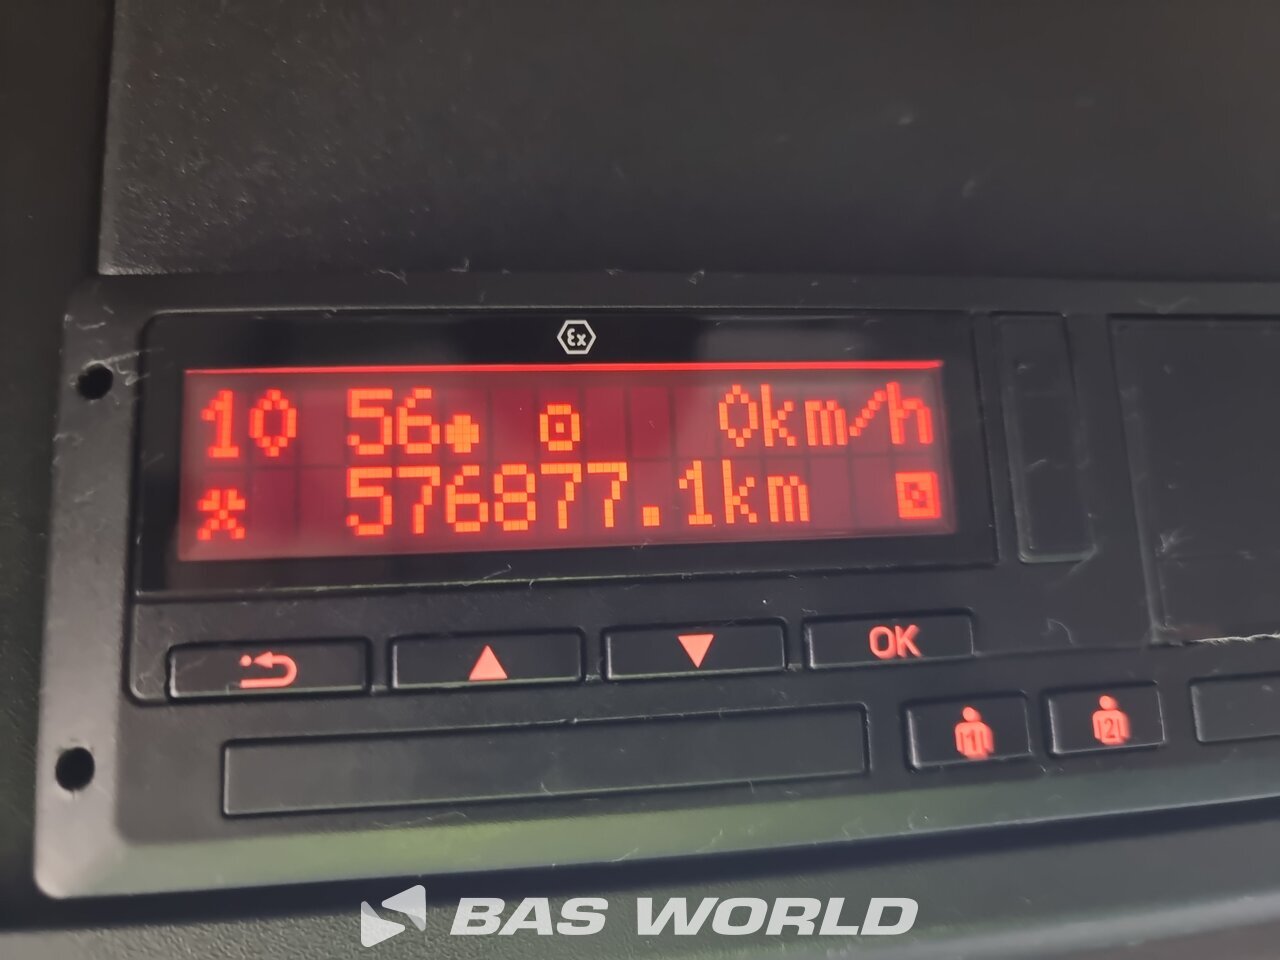 Ex
10 56 0km/h
576877.1km
OK
1 2
BAS WORLD